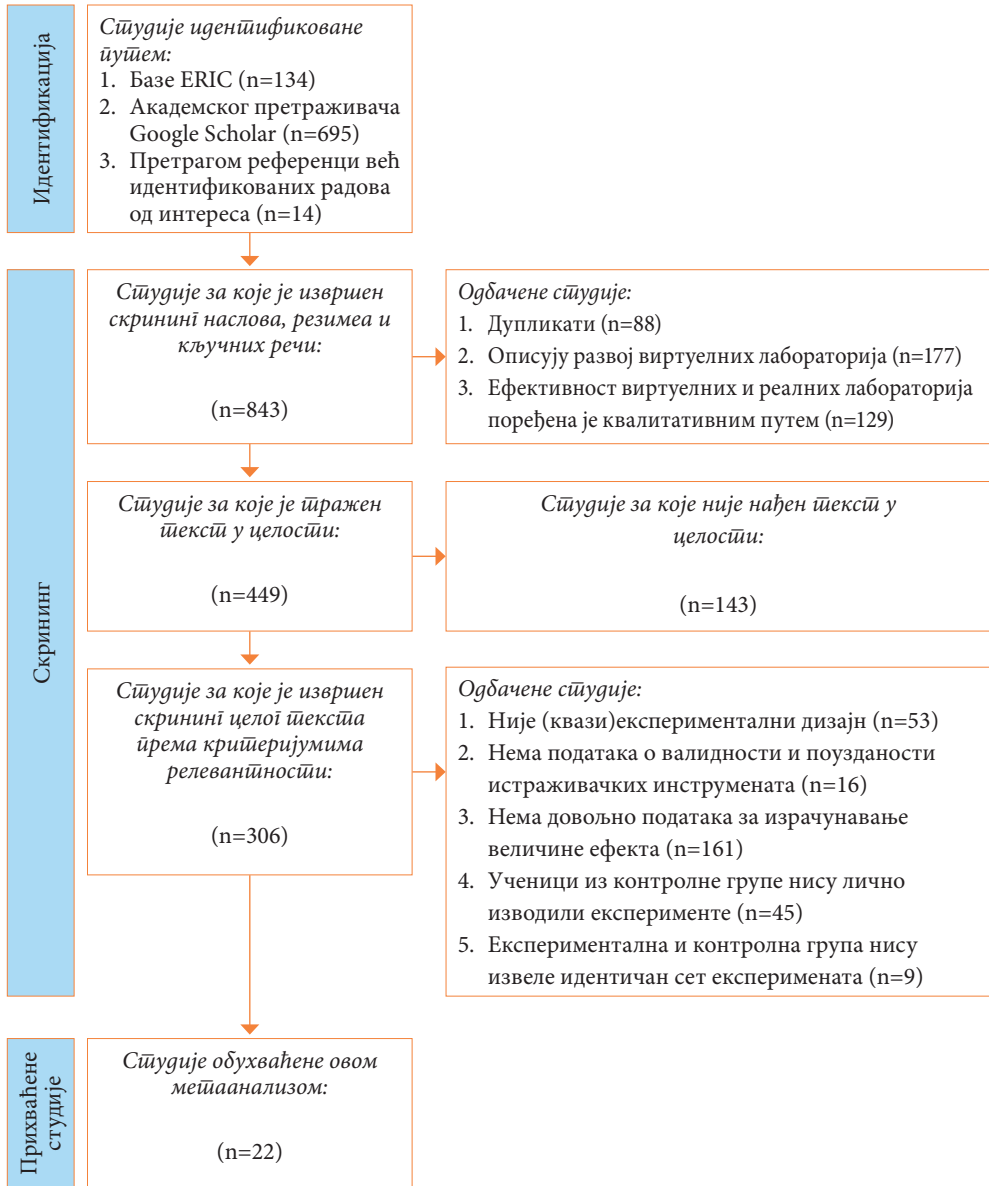 Идентификација
Студије идентификоване
путем:
1. Базе ERIC (n=134)
2. Академског претраживача
Google Scholar (n=695)
3. Претрагом референци већ
идентификованих радова
од интереса (n=14)
Скрининг
Студије за које је извршен
скрининг наслова, резимеа и
кључних речи:
(n=843)
Одбачене студије:
1. Дупликати (n=88)
2. Описују развој виртуелних лабораторија (n=177)
3. Ефективност виртуелних и реалних лабораторија
поређена је квалитативним путем (n=129)
Студије за које је тражен
текст у целости:
(n=449)
Студије за које није нађен текст у
целости:
(n=143)
Студије за које је извршен
скрининг целог текста
према критеријумима
релевантности:
(n=306)
Одбачене студије:
1. Није (квази)експериментални дизајн (n=53)
2. Нема података о валидности и поузданости
истраживачких инструмената (n=16)
3. Нема довољно података за израчунавање
величине ефекта (n=161)
4. Ученици из контролне групе нису лично
изводили експерименте (n=45)
5. Експериментална и контролна група нису
извеле идентичан сет експеримената (n=9)
Прихваћене
студије
Студије обухваћене овом
метаанализом:
(n=22)